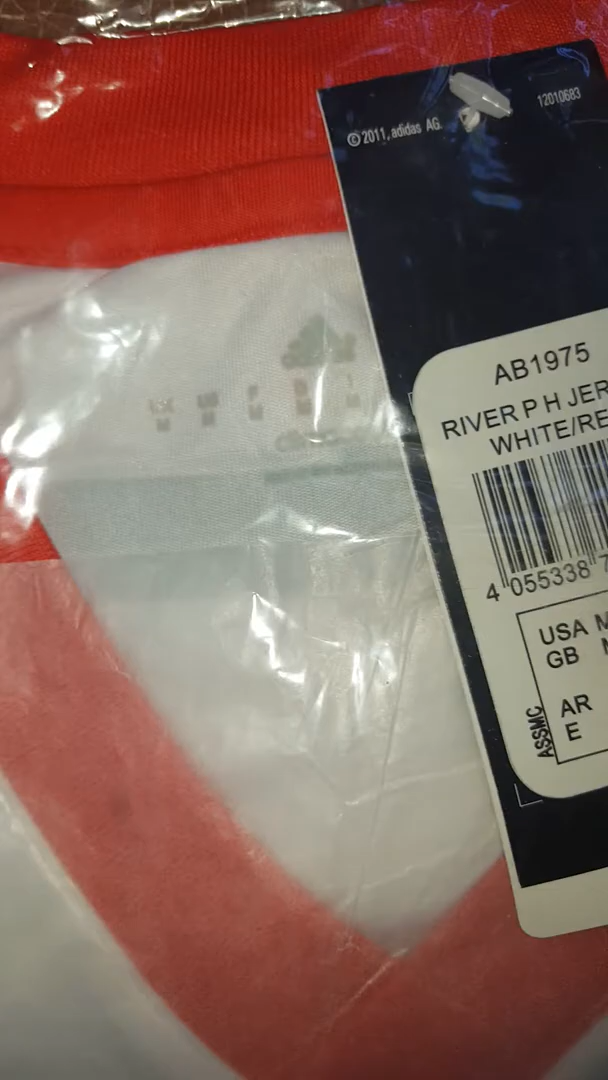 © 2011, adidas AG.
12010683
AB1975
RIVER P H JER
WHITE/RE
4 055338 7
USA M
GB
AR
E
ASSMC